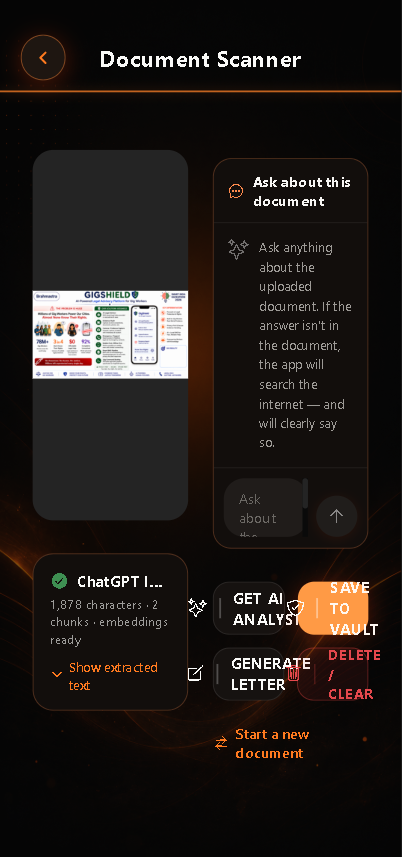 Document Scanner
GIGSHIELD
Ask about this
document
Ask anything
about the
uploaded
document. If the
answer isn't in
the document,
the app will
search the
internet — and
will clearly say
so.
Ask
about
the
ChatGPT I...
1,878 characters · 2
chunks · embeddings
ready
Show extracted
text
GET AI
ANALYSI
SAVE
TO
VAULT
GENERATE
LETTER
DELETE
/
CLEAR
Start a new
document